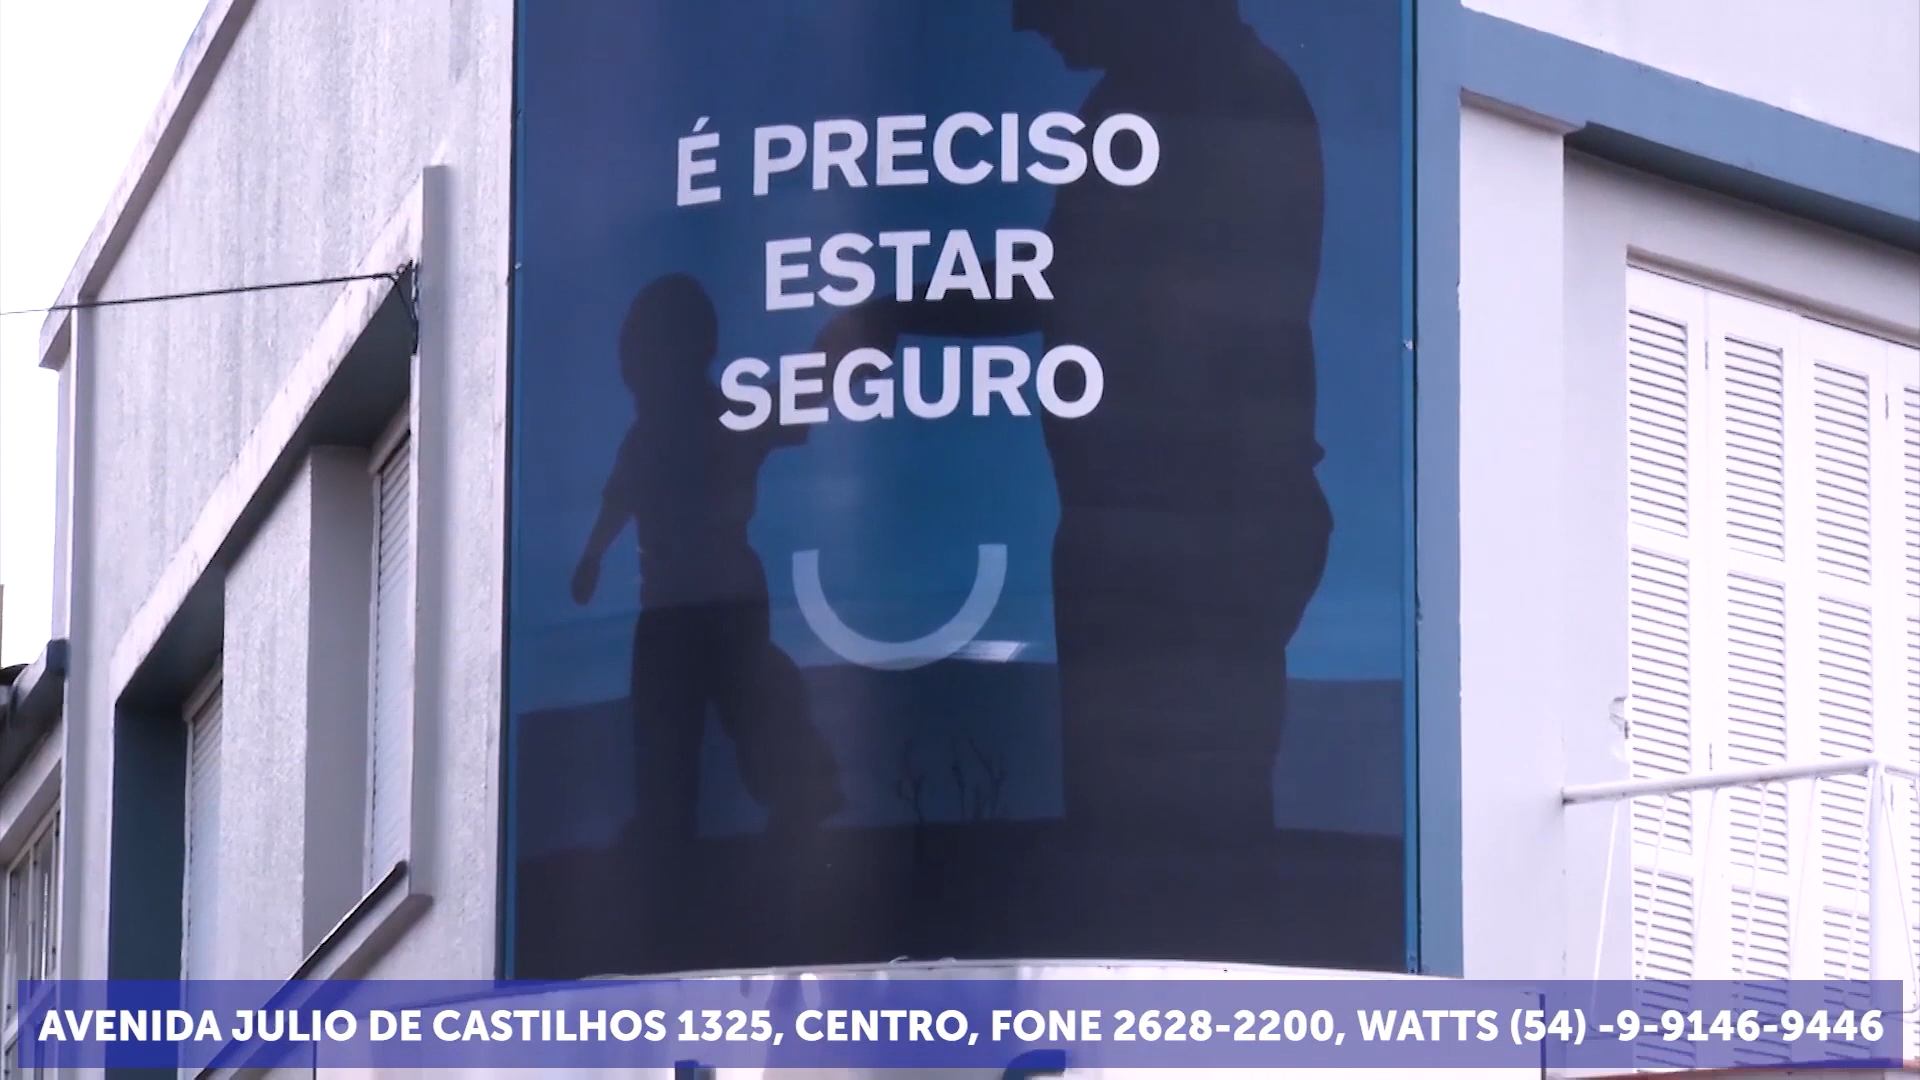 É PRECISO
ESTAR
SEGURO
AVENIDA JULIO DE CASTILHOS 1325, CENTRO, FONE 2628-2200, WATTS (54) -9-9146-9446